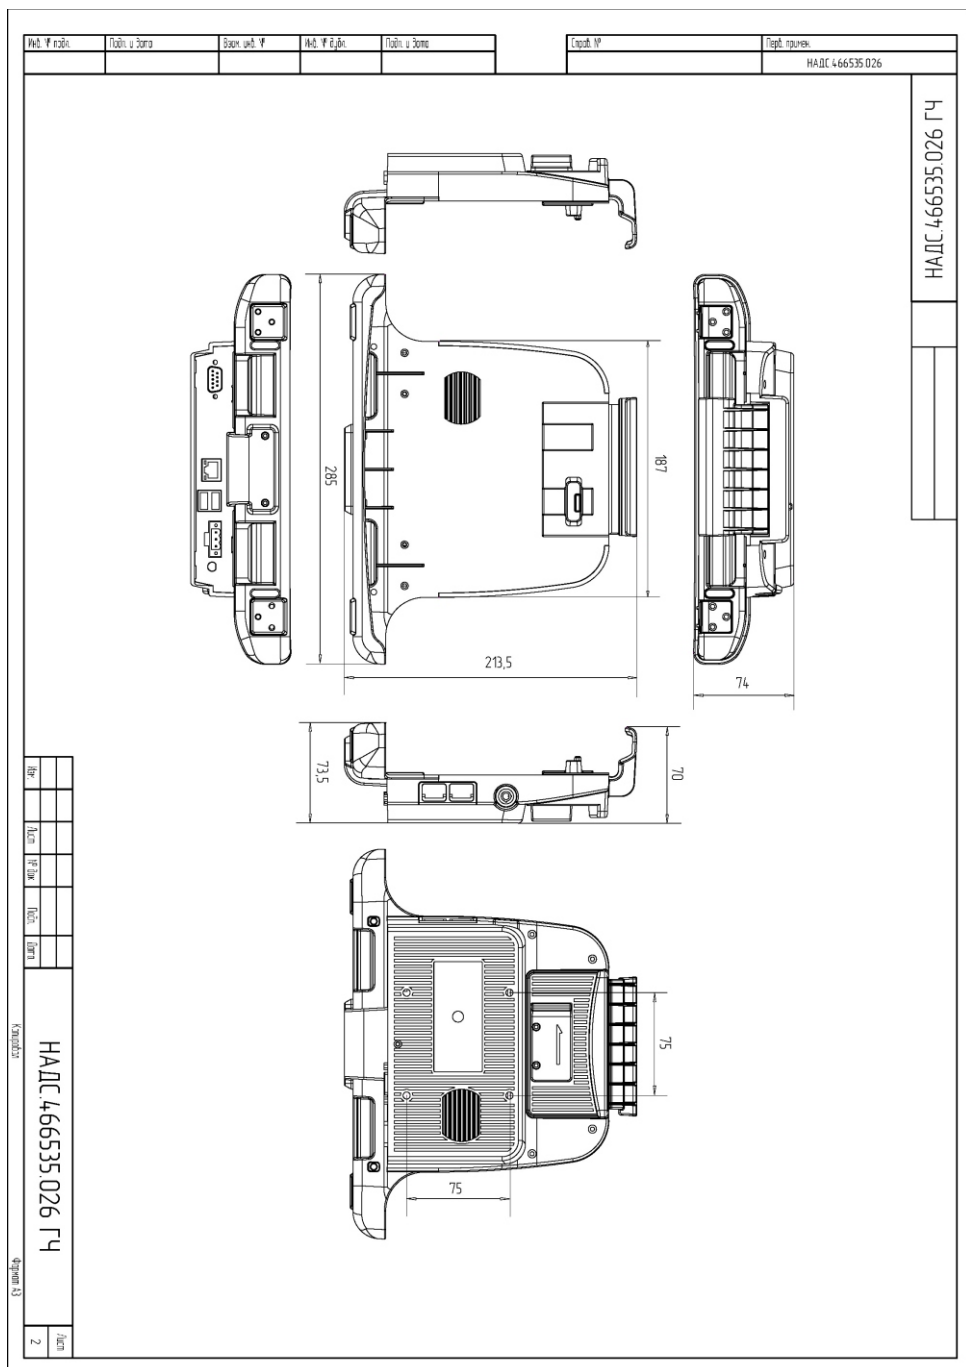 Инв. № подл.
Подп. и дата
Взам. инв. №
Инв. № дубл.
Подп. и дата
Справ. №
Перв. примен.
НАДС.466535.026
НАДС.466535.026 ГЧ
285
187
213,5
74
73,5
70
75
75
Изм.
Лист
№ док.
Подп.
Дата
НАДС.466535.026 ГЧ
Лист
2
Копировал
Формат А3